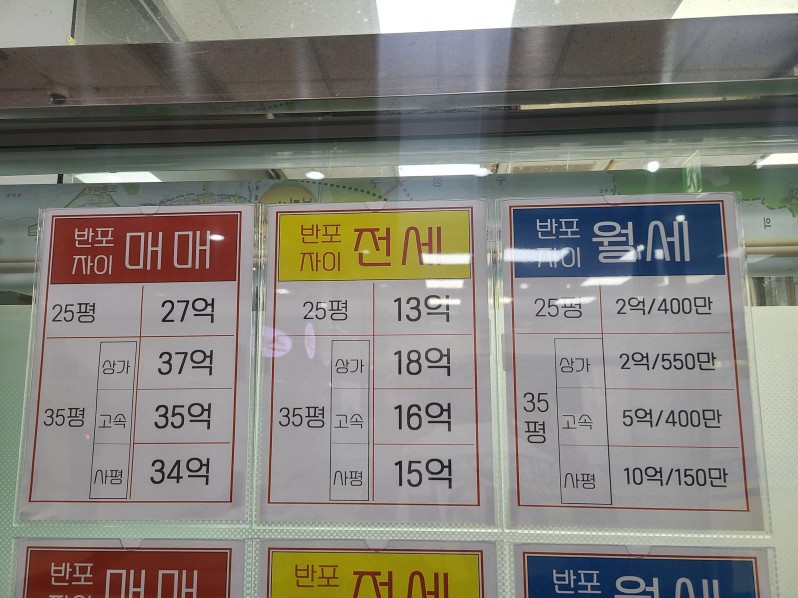 반포
자이 매매
25평 27억
35평
상가 37억
고속 35억
사평 34억
반포
자이 전세
25평 13억
35평
상가 18억
고속 16억
사평 15억
반포
자이 월세
25평 2억/400만
35
평
상가 2억/550만
고속 5억/400만
사평 10억/150만
반포
매매
반포
전세
반포
월세